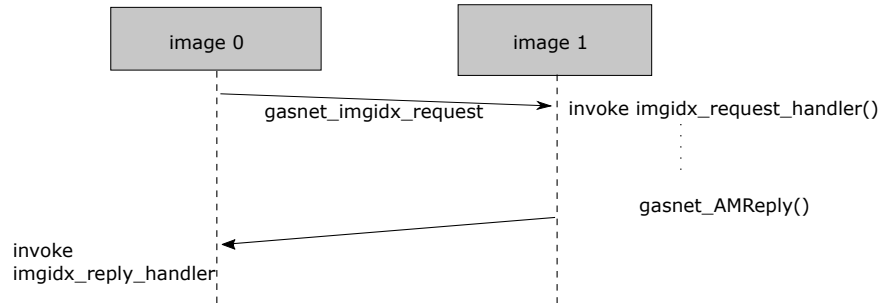 image 0
image 1
gasnet_imgidx_request
invoke imgidx_request_handler()
gasnet_AMReply()
invoke
imgidx_reply_handler